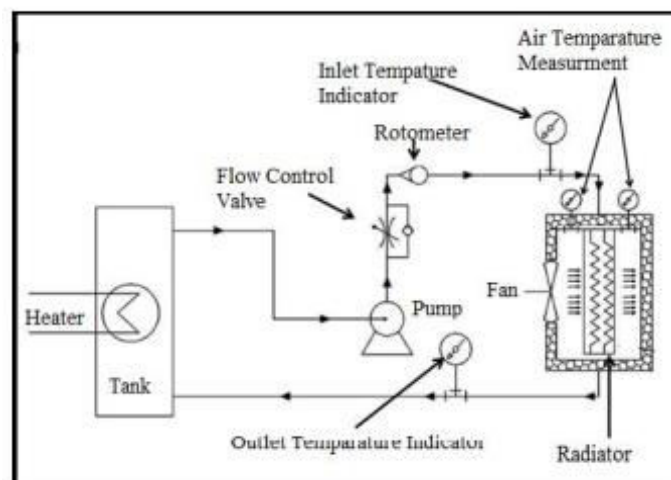 Air Temparature
Measurment
Inlet Tempature
Indicator
Rotometer
Flow Control
Valve
Fan
Heater
Pump
Tank
Outlet Temparature Indicator
Radiator